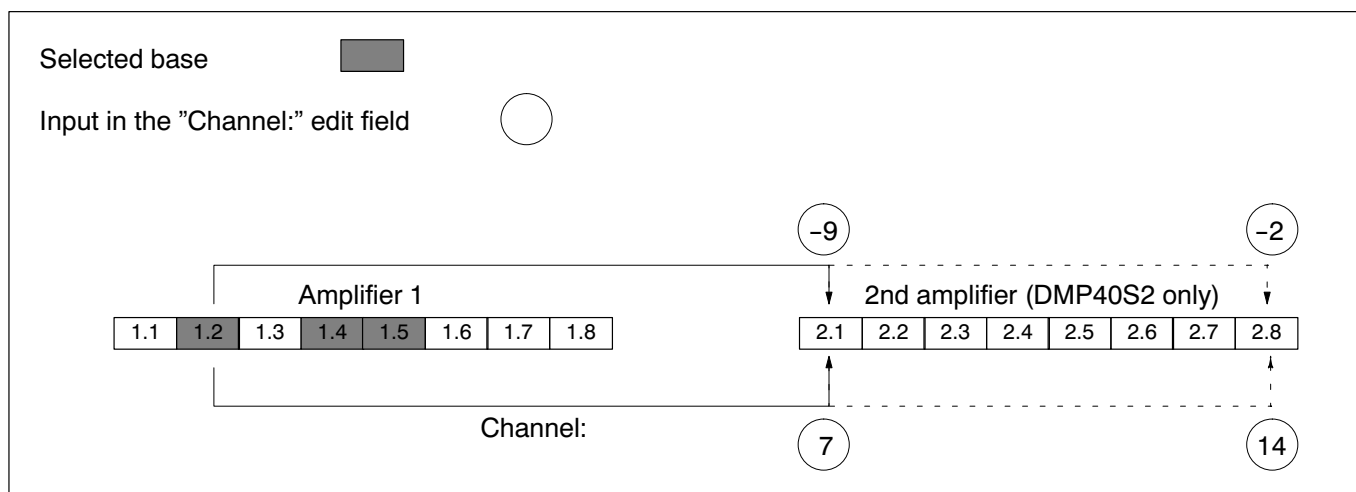 Selected base
Input in the ”Channel:” edit field
−9
−2
Amplifier 1
2nd amplifier (DMP40S2 only)
1.1 1.2 1.3 1.4 1.5 1.6 1.7 1.8 2.1 2.2 2.3 2.4 2.5 2.6 2.7 2.8
Channel:
7
14